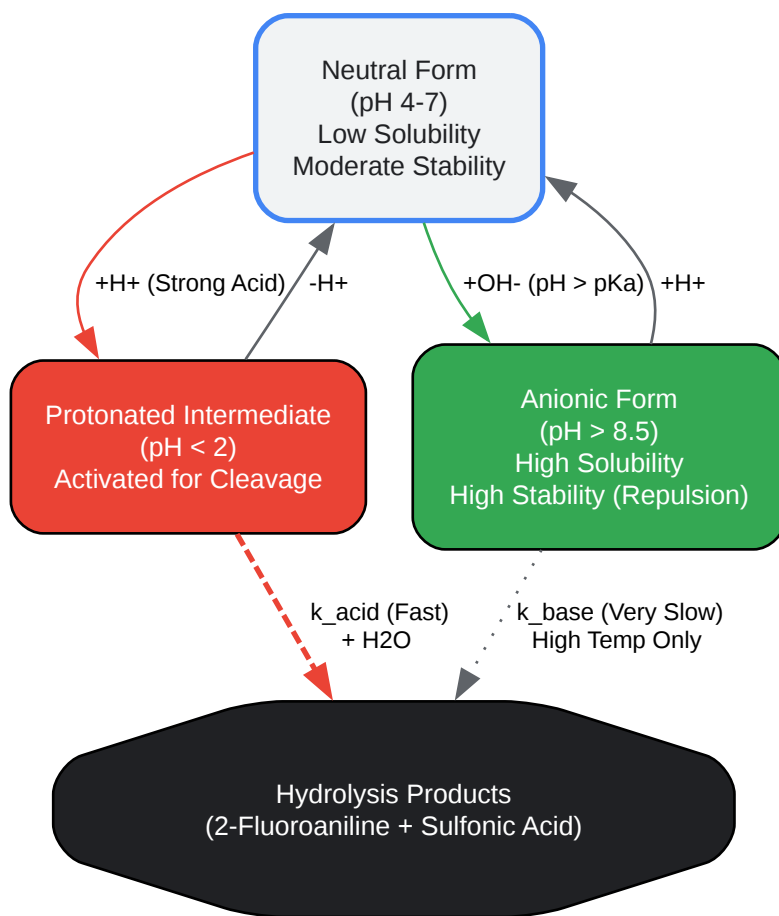 Neutral Form
(pH 4-7)
Low Solubility
Moderate Stability
+H+ (Strong Acid)
-H+
+OH- (pH > pKa)
+H+
Protonated Intermediate
(pH < 2)
Activated for Cleavage
Anionic Form
(pH > 8.5)
High Solubility
High Stability (Repulsion)
k_acid (Fast)
+ H2O
k_base (Very Slow)
High Temp Only
Hydrolysis Products
(2-Fluoroaniline + Sulfonic Acid)